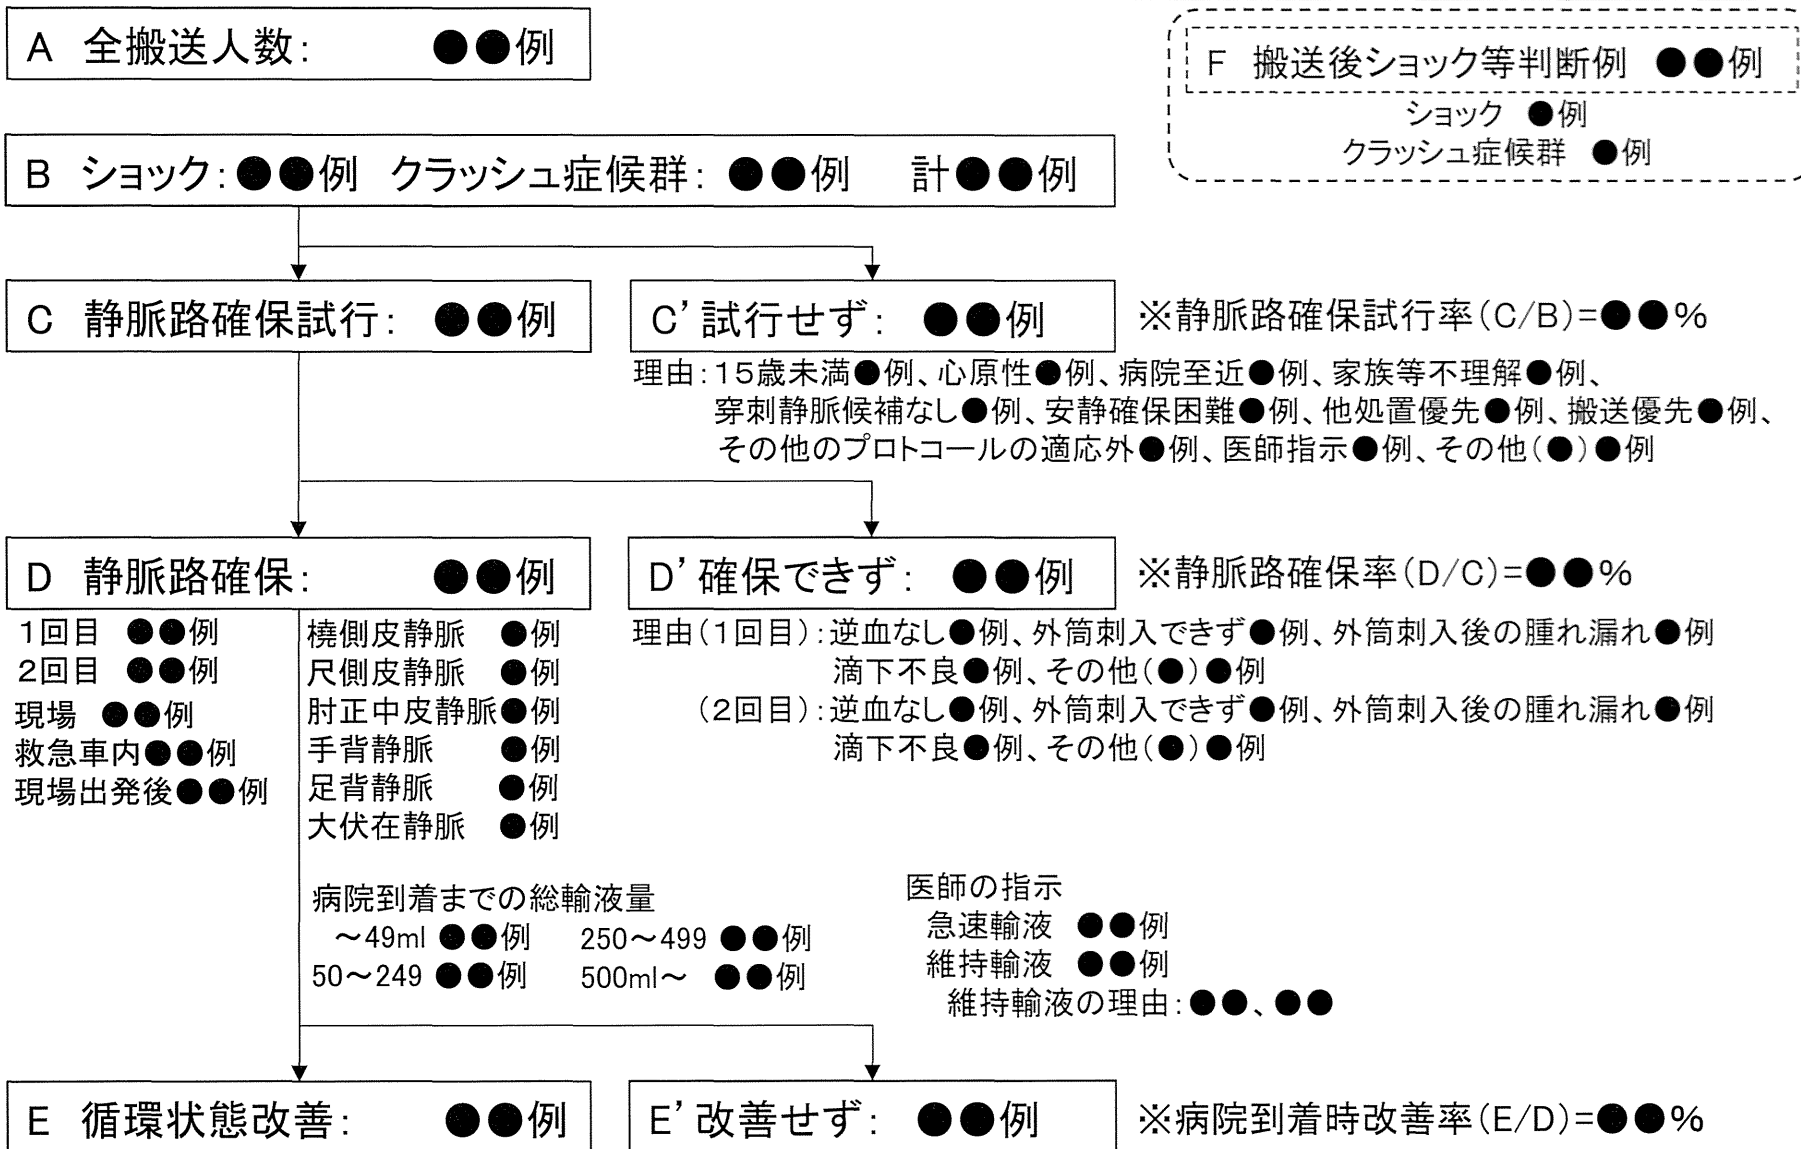 A 全搬送人数: ●●例
F 搬送後ショック等判断例 ●●例
ショック ●例
クラッシュ症候群 ●例
B ショック:●●例 クラッシュ症候群: ●●例 計●●例
C 静脈路確保試行: ●●例
C'試行せず: ●●例
※静脈路確保試行率(C/B)=●●%
理由:15歳未満●例、心原性●例、病院至近●例、家族等不理解●例、
穿刺静脈候補なし●例、安静確保困難●例、他処置優先●例、搬送優先●例、
その他のプロトコールの適応外●例、医師指示●例、その他(●)●例
D 静脈路確保: ●●例
D'確保できず: ●●例
※静脈路確保率(D/C)=●●%
1回目 ●●例
2回目 ●●例
現場 ●●例
救急車内●●例
現場出発後●●例
橈側皮静脈 ●例
尺側皮静脈 ●例
肘正中皮静脈●例
手背静脈 ●例
足背静脈 ●例
大伏在静脈 ●例
理由(1回目):逆血なし●例、外筒刺入できず●例、外筒刺入後の腫れ漏れ●例
滴下不良●例、その他(●)●例
(2回目):逆血なし●例、外筒刺入できず●例、外筒刺入後の腫れ漏れ●例
滴下不良●例、その他(●)●例
病院到着までの総輸液量
~49ml ●●例 250~499 ●●例
50~249 ●●例 500ml~ ●●例
医師の指示
急速輸液 ●●例
維持輸液 ●●例
維持輸液の理由:●●、●●
E 循環状態改善: ●●例
E'改善せず: ●●例
※病院到着時改善率(E/D)=●●%